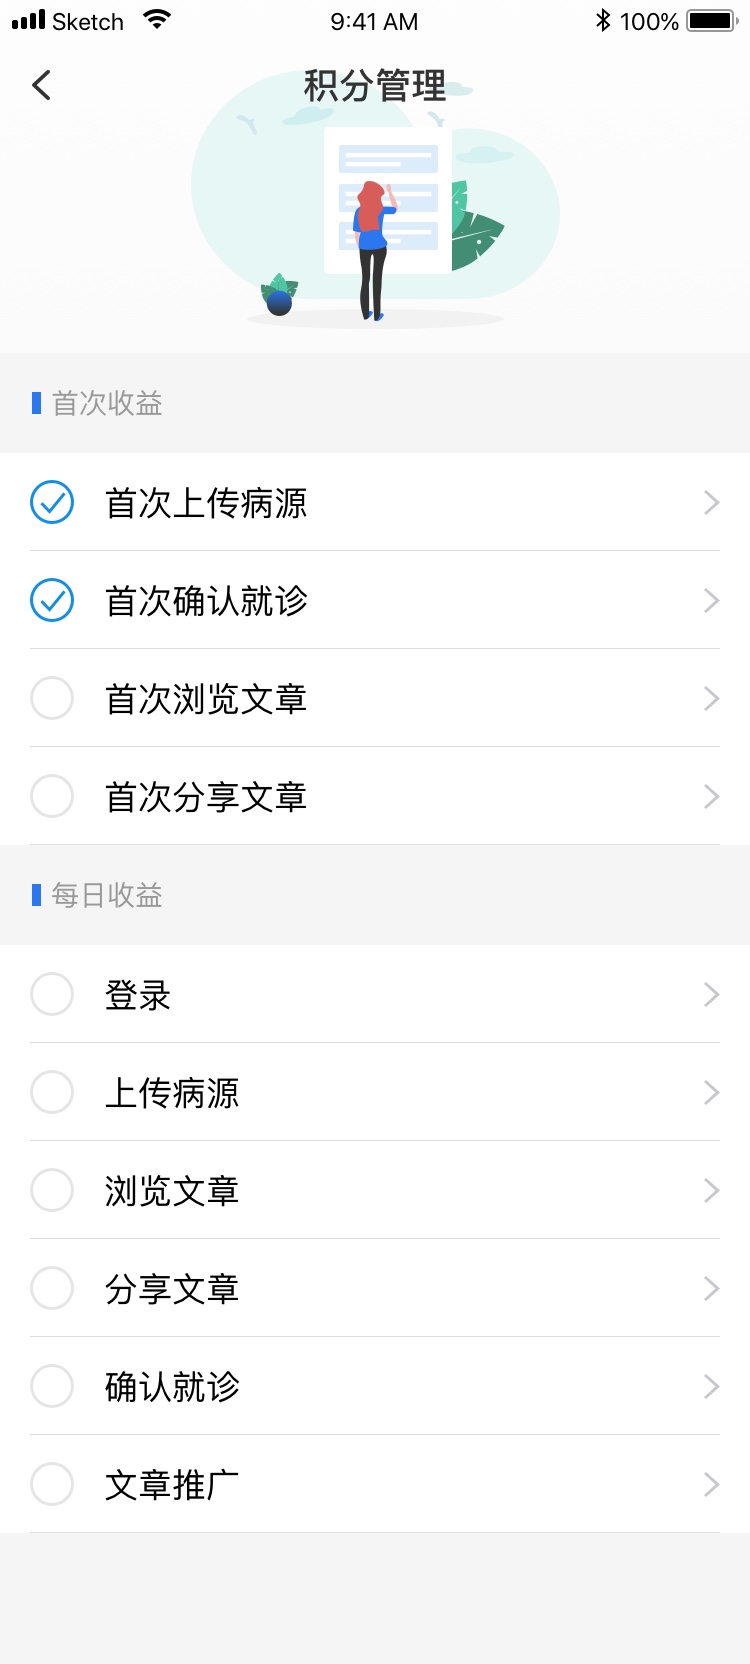 Sketch 9:41 AM 100%
积分管理
首次收益
首次上传病源
首次确认就诊
首次浏览文章
首次分享文章
每日收益
登录
上传病源
浏览文章
分享文章
确认就诊
文章推广